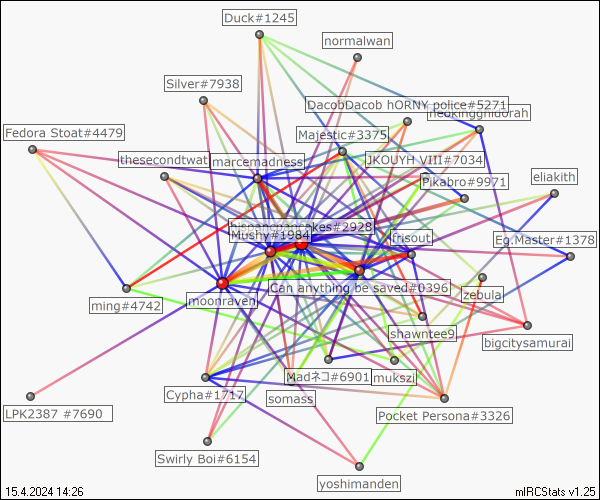 Duck#1245
normalwan
Silver#7938
DacobDacob hORNY police#5271
neokingghidorah
Fedora Stoat#4479
Majestic#3375
thesecondtwat
marcemadness
JKOUYH VIII#7034
Pikabro#9971
eliakith
Mushy#1984
cakes#2928
frisout
Eg.Master#1378
Can anything be saved#0396
zebula
ming#4742
moonraven
shawntee9
bigcitysamurai
Madネコ#6901
mukszi
Cypha#1717
somass
LPK2387 #7690
Pocket Persona#3326
Swirly Boi#6154
yoshimanden
15.4.2024 14:26
mIRCStats v1.25